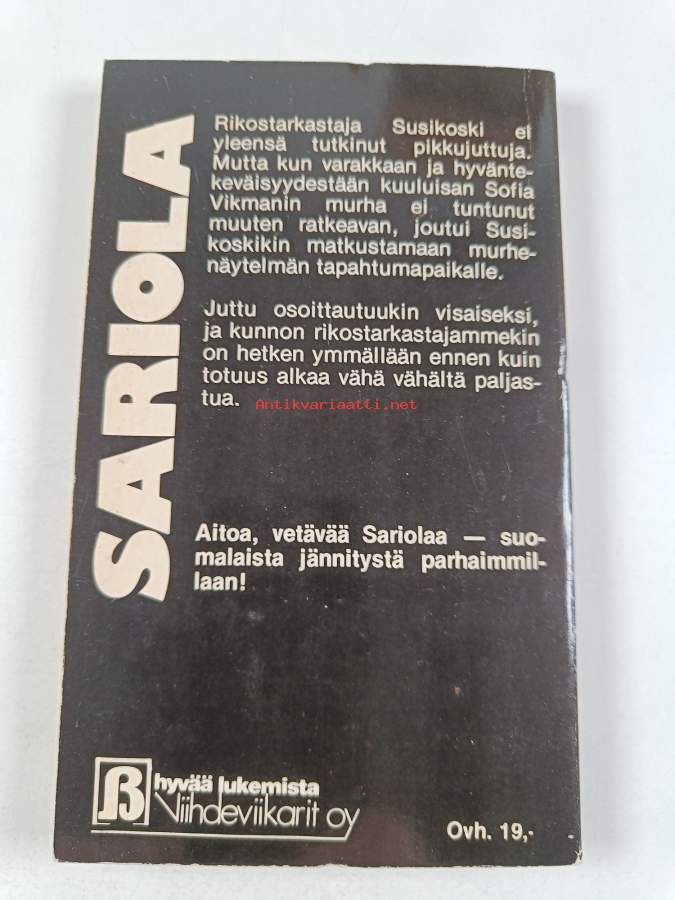 SARIOLA
Rikostarkastaja Susikoski ei
yleensä tutkinut pikkujuttuja.
Mutta kun varakkaan ja hyvänte-
keväisyydestään kuuluisan Sofia
Vikmanin murha ei tuntunut
muuten ratkeavan, joutui Susi-
koskikin matkustamaan murhe-
näytelmän tapahtumapaikalle.
Juttu osoittautuukin visaiseksi,
ja kunnon rikostarkastajammekin
on hetken ymmällään ennen kuin
totuus alkaa vähä vähältä paljas-
tua.
Antikvariaatti.net
Aitoa, vetävää Sariolaa — suo-
malaista jännitystä parhaimmil-
laan!
ß
hyvää lukemista
Viihdeviikarit oy
Ovh. 19,-